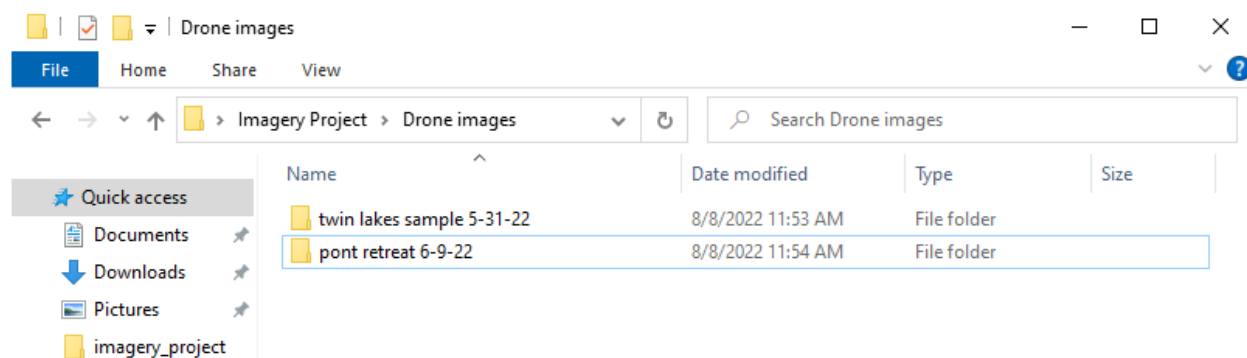 Drone images
File Home Share View
?
Imagery Project > Drone images
Search Drone images
Name Date modified Type Size
Quick access
twin lakes sample 5-31-22 8/8/2022 11:53 AM File folder
Documents
pont retreat 6-9-22 8/8/2022 11:54 AM File folder
Downloads
Pictures
imagery_project